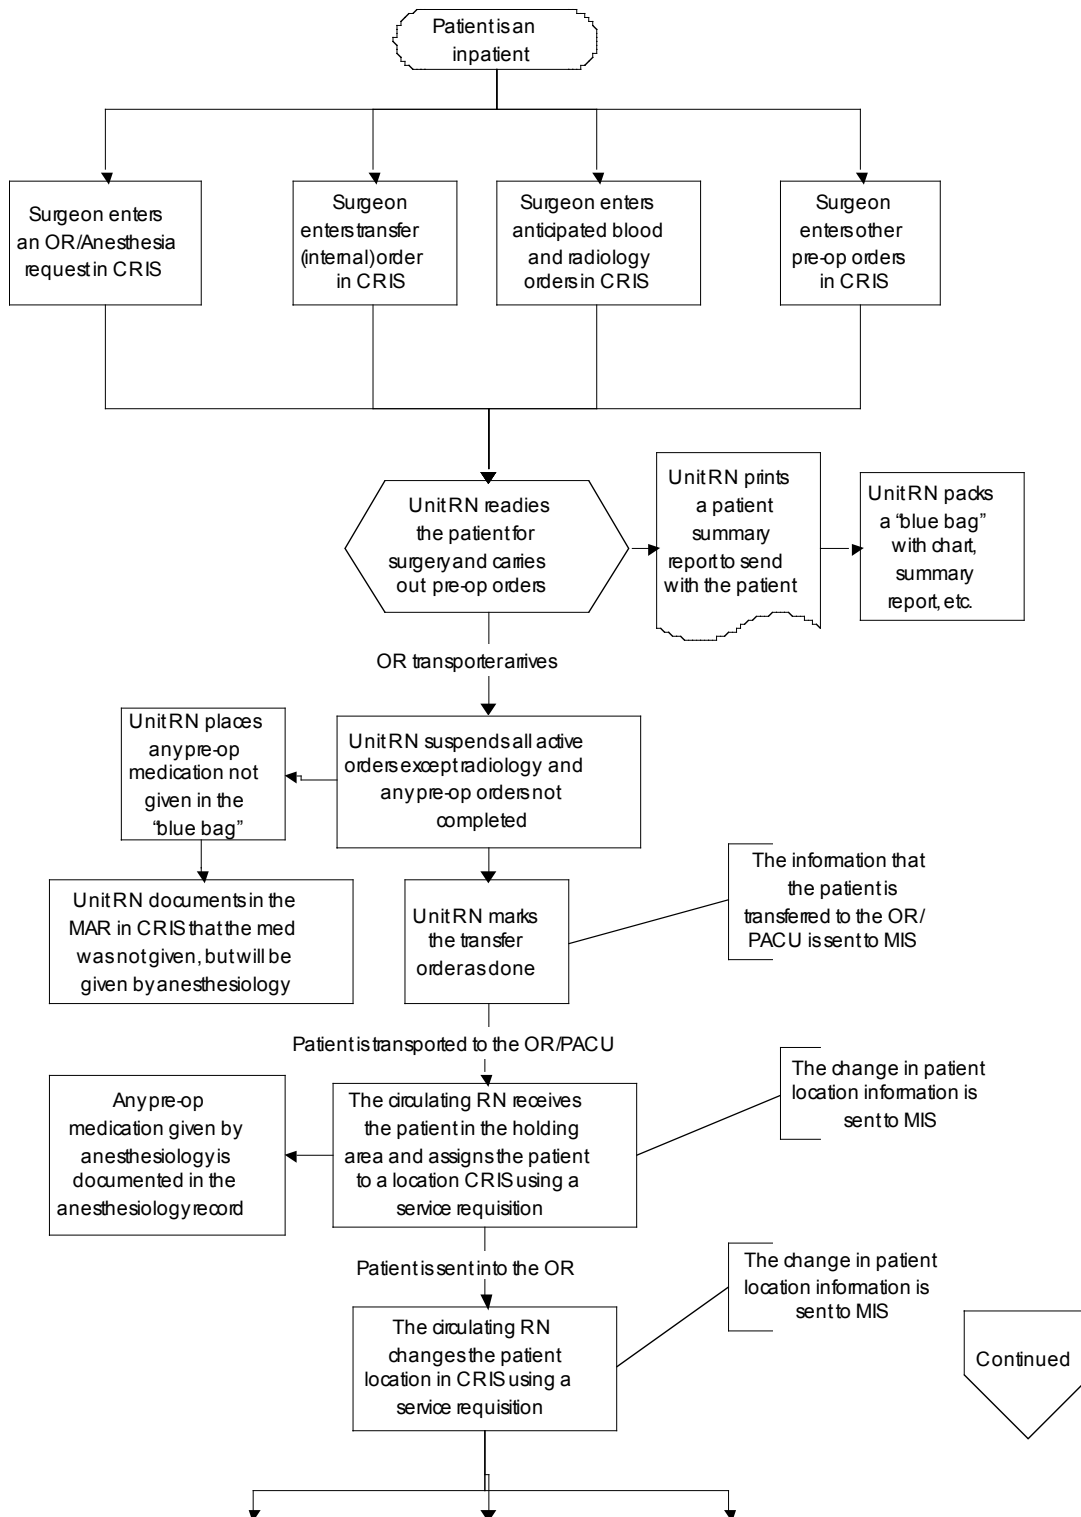 Patient is an
inpatient
Surgeon enters
an OR/Anesthesia
request in CRIS
Surgeon
enters transfer
(internal) order
in CRIS
Surgeon enters
anticipated blood
and radiology
orders in CRIS
Surgeon
enters other
pre-op orders
in CRIS
Unit RN readies
the patient for
surgery and carries
out pre-op orders
Unit RN prints
a patient
summary
report to send
with the patient
Unit RN packs
a “blue bag”
with chart,
summary
report, etc.
OR transporter arrives
Unit RN places
any pre-op
medication not
given in the
“blue bag”
Unit RN suspends all active
orders except radiology and
any pre-op orders not
completed
Unit RN documents in the
MAR in CRIS that the med
was not given, but will be
given by anesthesiology
Unit RN marks
the transfer
order as done
The information that
the patient is
transferred to the OR/
PACU is sent to MIS
Patient is transported to the OR/PACU
Any pre-op
medication given by
anesthesiology is
documented in the
anesthesiology record
The circulating RN receives
the patient in the holding
area and assigns the patient
to a location CRIS using a
service requisition
The change in patient
location information is
sent to MIS
Patient is sent into the OR
The circulating RN
changes the patient
location in CRIS using a
service requisition
The change in patient
location information is
sent to MIS
Continued